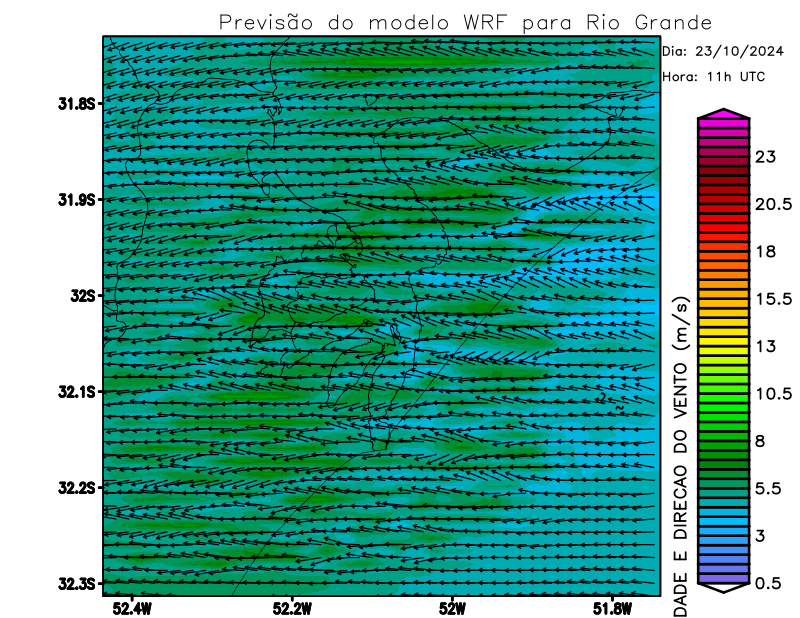 Previsão do modelo WRF para Rio Grande
Dia: 23/10/2024
Hora: 11h UTC
31.8S
31.9S
32S
32.1S
32.2S
32.3S
52.4W
52.2W
52W
51.8W
DADE E DIRECAO DO VENTO (m/s)
23
20.5
18
15.5
13
10.5
8
5.5
3
0.5